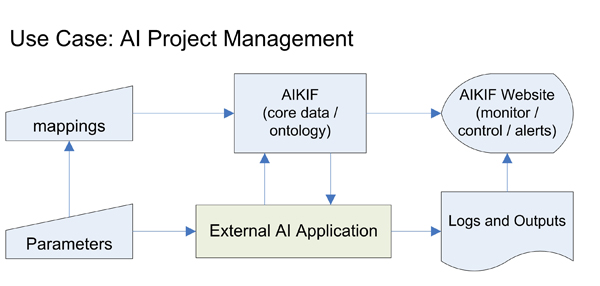 Use Case: AI Project Management
mappings
AIKIF
(core data /
ontology)
AIKIF Website
(monitor /
control / alerts)
Parameters
External AI Application
Logs and Outputs